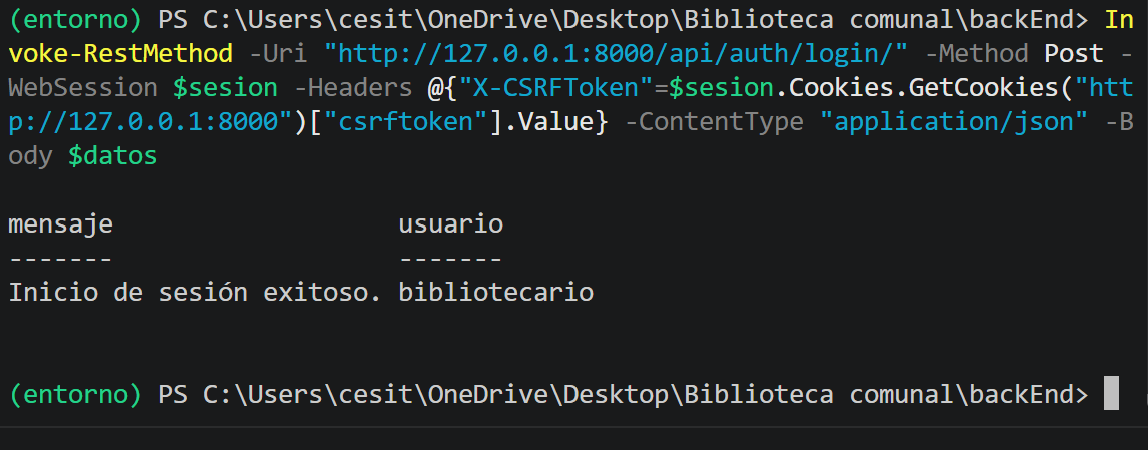 (entorno) PS C:\Users\cesit\OneDrive\Desktop\Biblioteca comunal\backEnd> In
voke-RestMethod -Uri "http://127.0.0.1:8000/api/auth/login/" -Method Post -
WebSession $sesion -Headers @{"X-CSRFToken"=$sesion.Cookies.GetCookies("htt
p://127.0.0.1:8000")["csrftoken"].Value} -ContentType "application/json" -B
ody $datos
mensaje usuario
------- -------
Inicio de sesión exitoso. bibliotecario
(entorno) PS C:\Users\cesit\OneDrive\Desktop\Biblioteca comunal\backEnd>